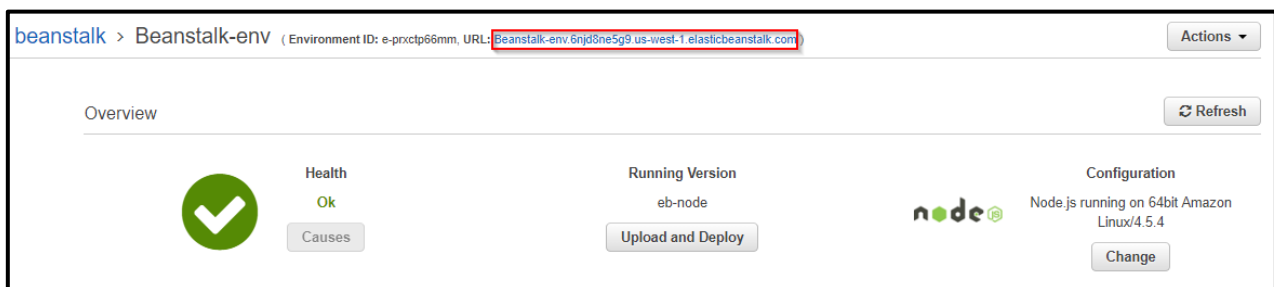 beanstalk > Beanstalk-env ( Environment ID: e-prxctp66mm, URL: Beanstalk-env.6njd8ne5g9.us-west-1.elasticbeanstalk.com)
Actions
Overview
Refresh
Health
Running Version
Configuration
Ok
eb-node
node js
Node.js running on 64bit Amazon
Linux/4.5.4
Causes
Upload and Deploy
Change